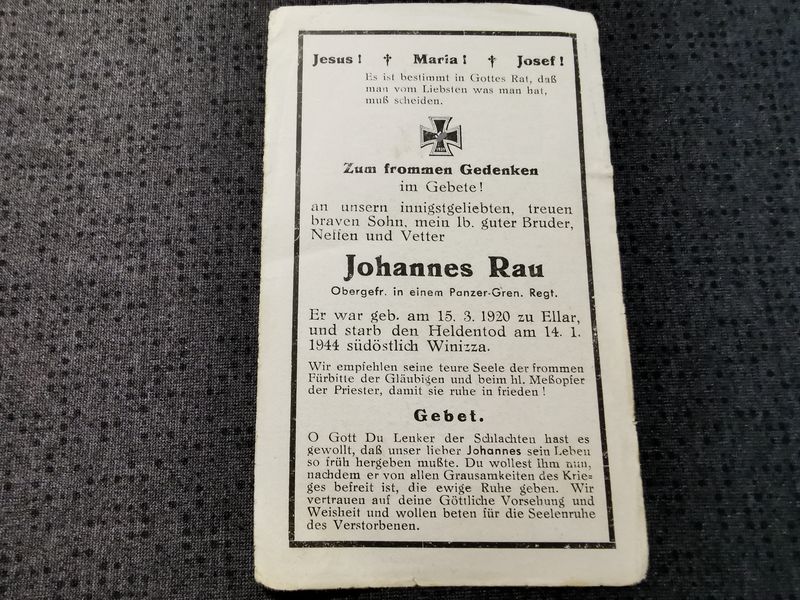 Jesus! † Maria! † Josef!
Es ist bestimmt in Gottes Rat, daß
man vom Liebsten was man hat,
muß scheiden.
1939
Zum frommen Gedenken
im Gebete!
an unsern innigstgeliebten, treuen
braven Sohn, mein lb. guter Bruder,
Neffen und Vetter
Johannes Rau
Obergefr. in einem Panzer-Gren. Regt.
Er war geb. am 15. 3. 1920 zu Ellar,
und starb den Heldentod am 14. 1.
1944 südöstlich Winizza.
Wir empfehlen seine teure Seele der frommen
Fürbitte der Gläubigen und beim hl. Meßopfer
der Priester, damit sie ruhe in frieden!
Gebet.
O Gott Du Lenker der Schlachten hast es
gewollt, daß unser lieber Johannes sein Leben
so früh hergeben mußte. Du wollest Ihm nun,
nachdem er von allen Grausamkeiten des Krie=
ges befreit ist, die ewige Ruhe geben. Wir
vertrauen auf deine Göttliche Vorsehung und
Weisheit und wollen beten für die Seelenruhe
des Verstorbenen.